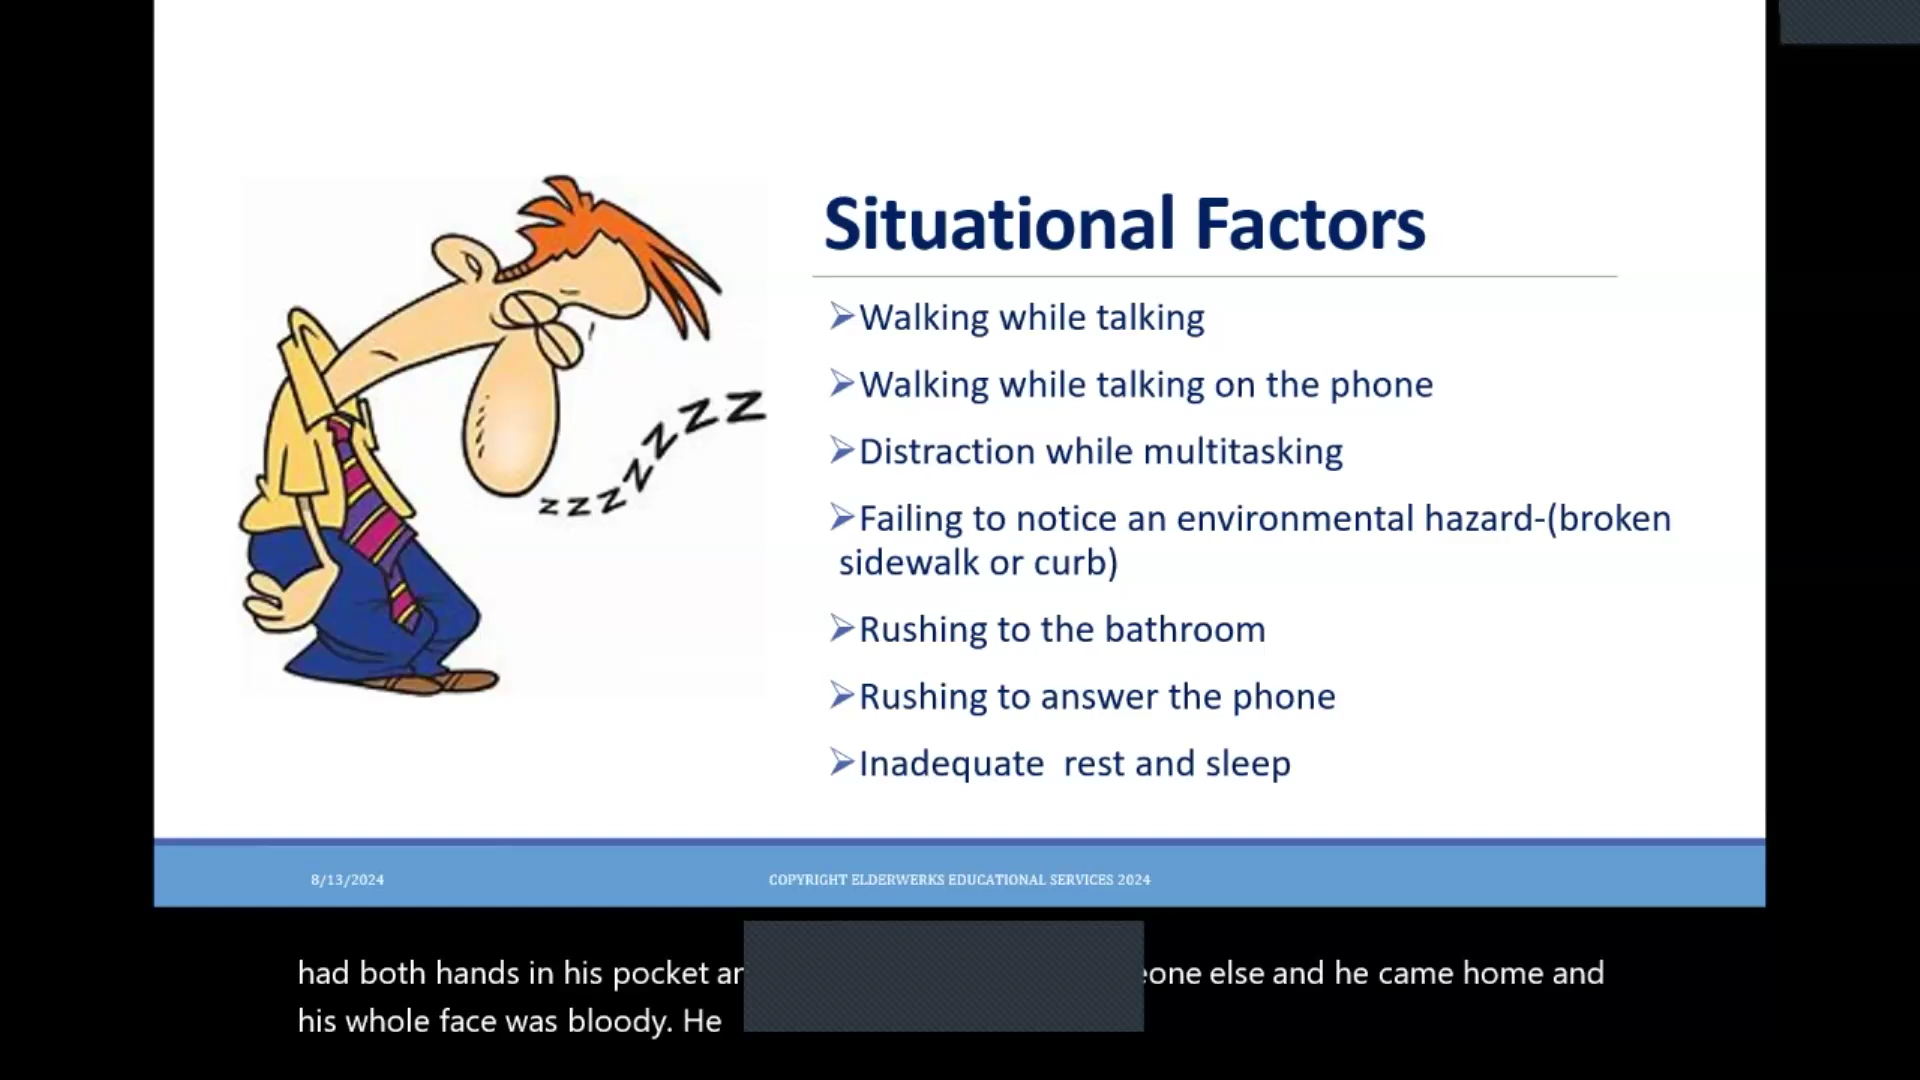 Situational Factors
➢Walking while talking
➢Walking while talking on the phone
➢Distraction while multitasking
➢Failing to notice an environmental hazard-(broken
sidewalk or curb)
➢Rushing to the bathroom
➢Rushing to answer the phone
➢Inadequate  rest and sleep
zzzzzzz
8/13/2024
COPYRIGHT ELDERWERKS EDUCATIONAL SERVICES 2024
had both hands in his pocket else and he came home and
his whole face was bloody. He